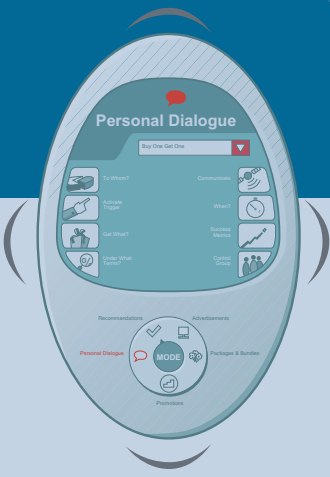 Personal Dialogue
Buy One Get One
To Whom?
Communicate
Activate
Trigger
When?
Get What?
Success
Metrics
Under What
Terms?
Control
Group
Recommendations
Advertisements
Personal Dialogue
MODE
Packages & Bundles
Promotions